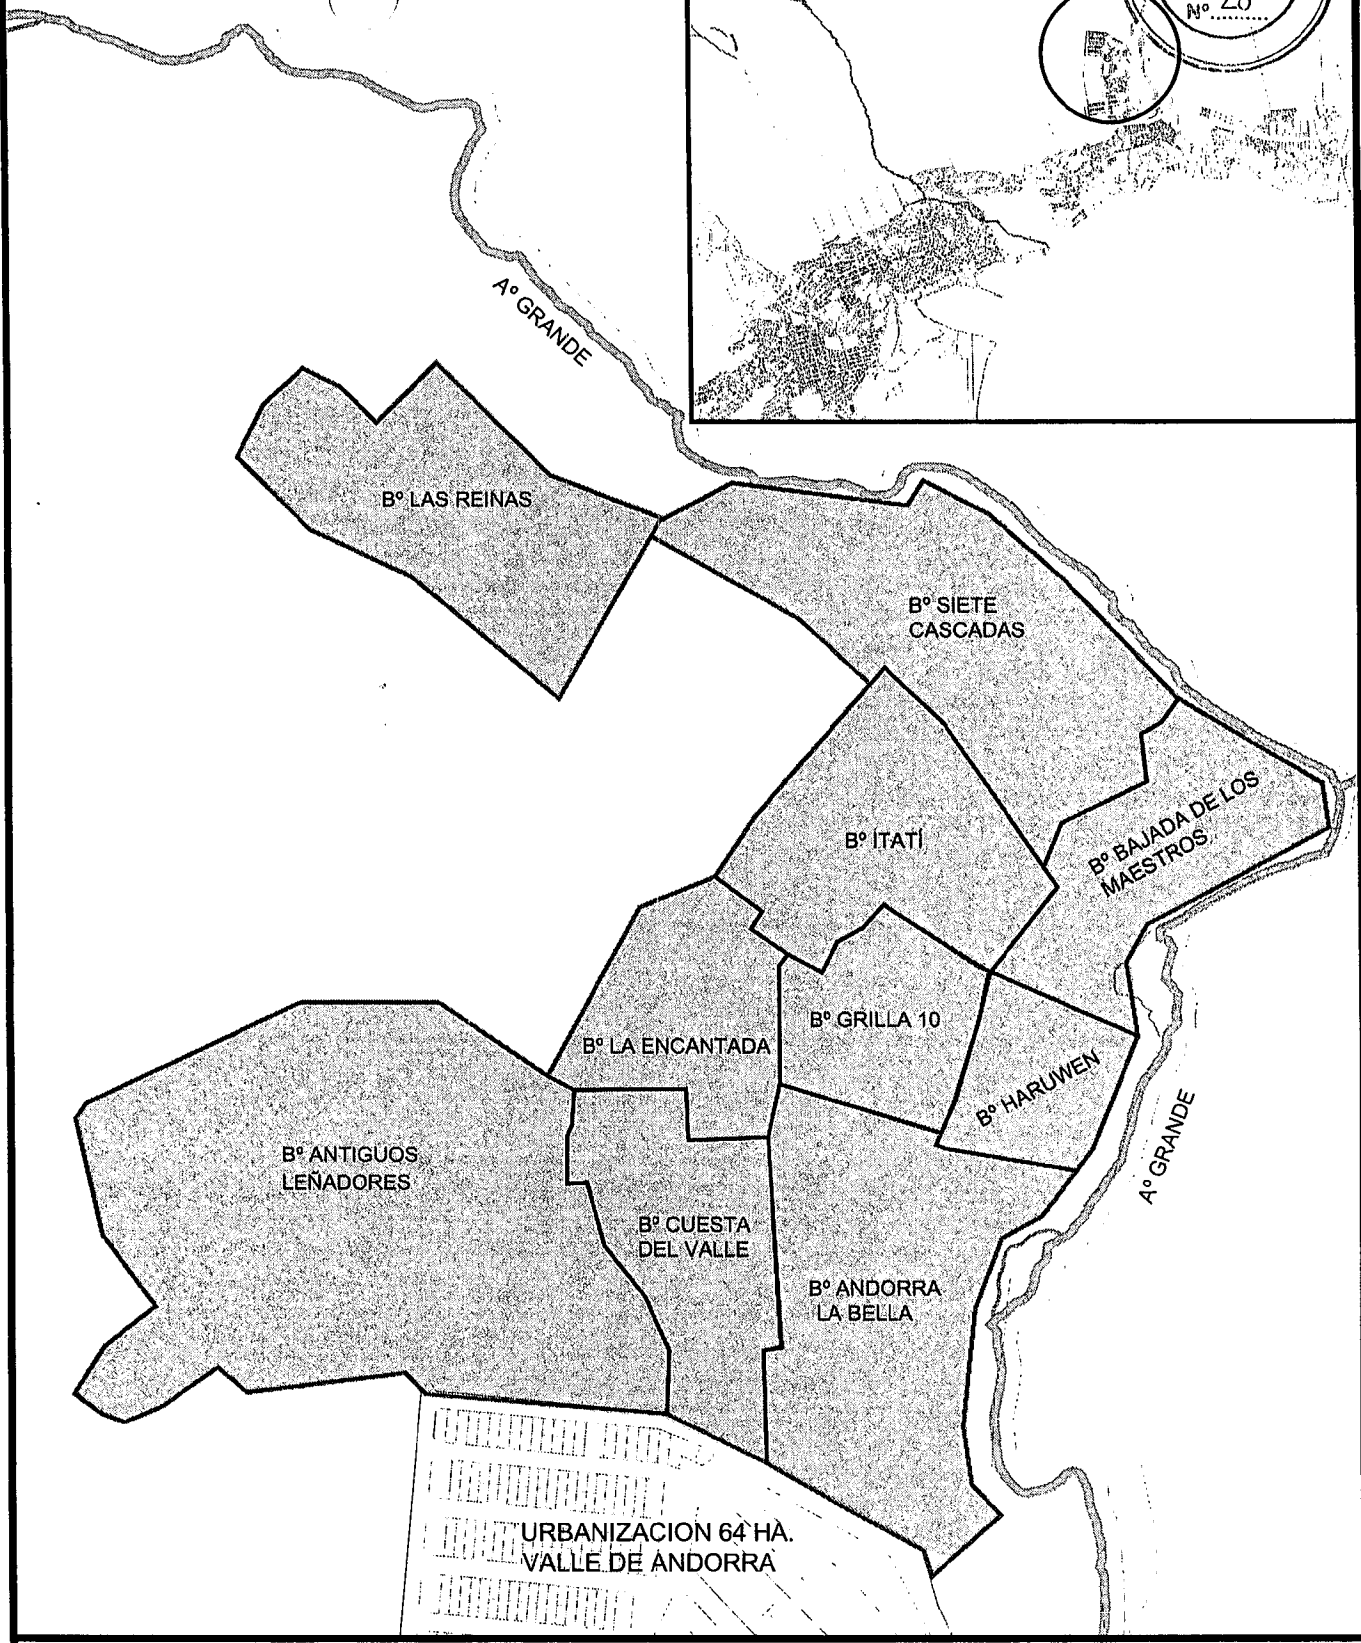 Nº
Aº GRANDE
Bº LAS REINAS
Bº SIETE
CASCADAS
Bº BAJADA DE LOS
MAESTROS
Bº ITATÍ
Bº GRILLA 10
Bº LA ENCANTADA
Bº HARUWEN
Aº GRANDE
Bº ANTIGUOS
LEÑADORES
Bº CUESTA
DEL VALLE
Bº ANDORRA
LA BELLA
URBANIZACION 64 HA.
VALLE DE ANDORRA